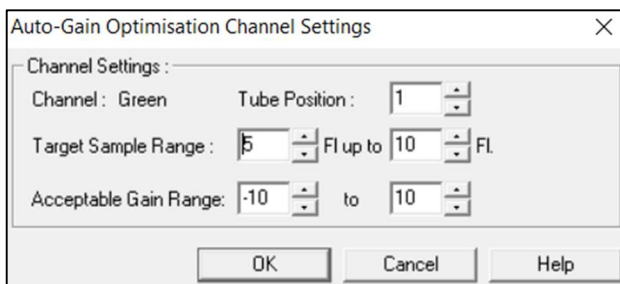 Auto-Gain Optimisation Channel Settings
Channel Settings :
Channel : Green Tube Position : 1
Target Sample Range : 5 Fl up to 10 Fl.
Acceptable Gain Range: -10 to 10
OK Cancel Help